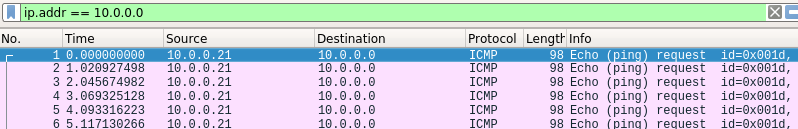 ip.addr == 10.0.0.0
No. Time Source Destination Protocol Length Info
1 0.000000000 10.0.0.21 10.0.0.0 ICMP 98 Echo (ping) request id=0x001d,
2 1.020927498 10.0.0.21 10.0.0.0 ICMP 98 Echo (ping) request id=0x001d,
3 2.045674982 10.0.0.21 10.0.0.0 ICMP 98 Echo (ping) request id=0x001d,
4 3.069325128 10.0.0.21 10.0.0.0 ICMP 98 Echo (ping) request id=0x001d,
5 4.093316223 10.0.0.21 10.0.0.0 ICMP 98 Echo (ping) request id=0x001d,
6 5.117130266 10.0.0.21 10.0.0.0 ICMP 98 Echo (ping) request id=0x001d,